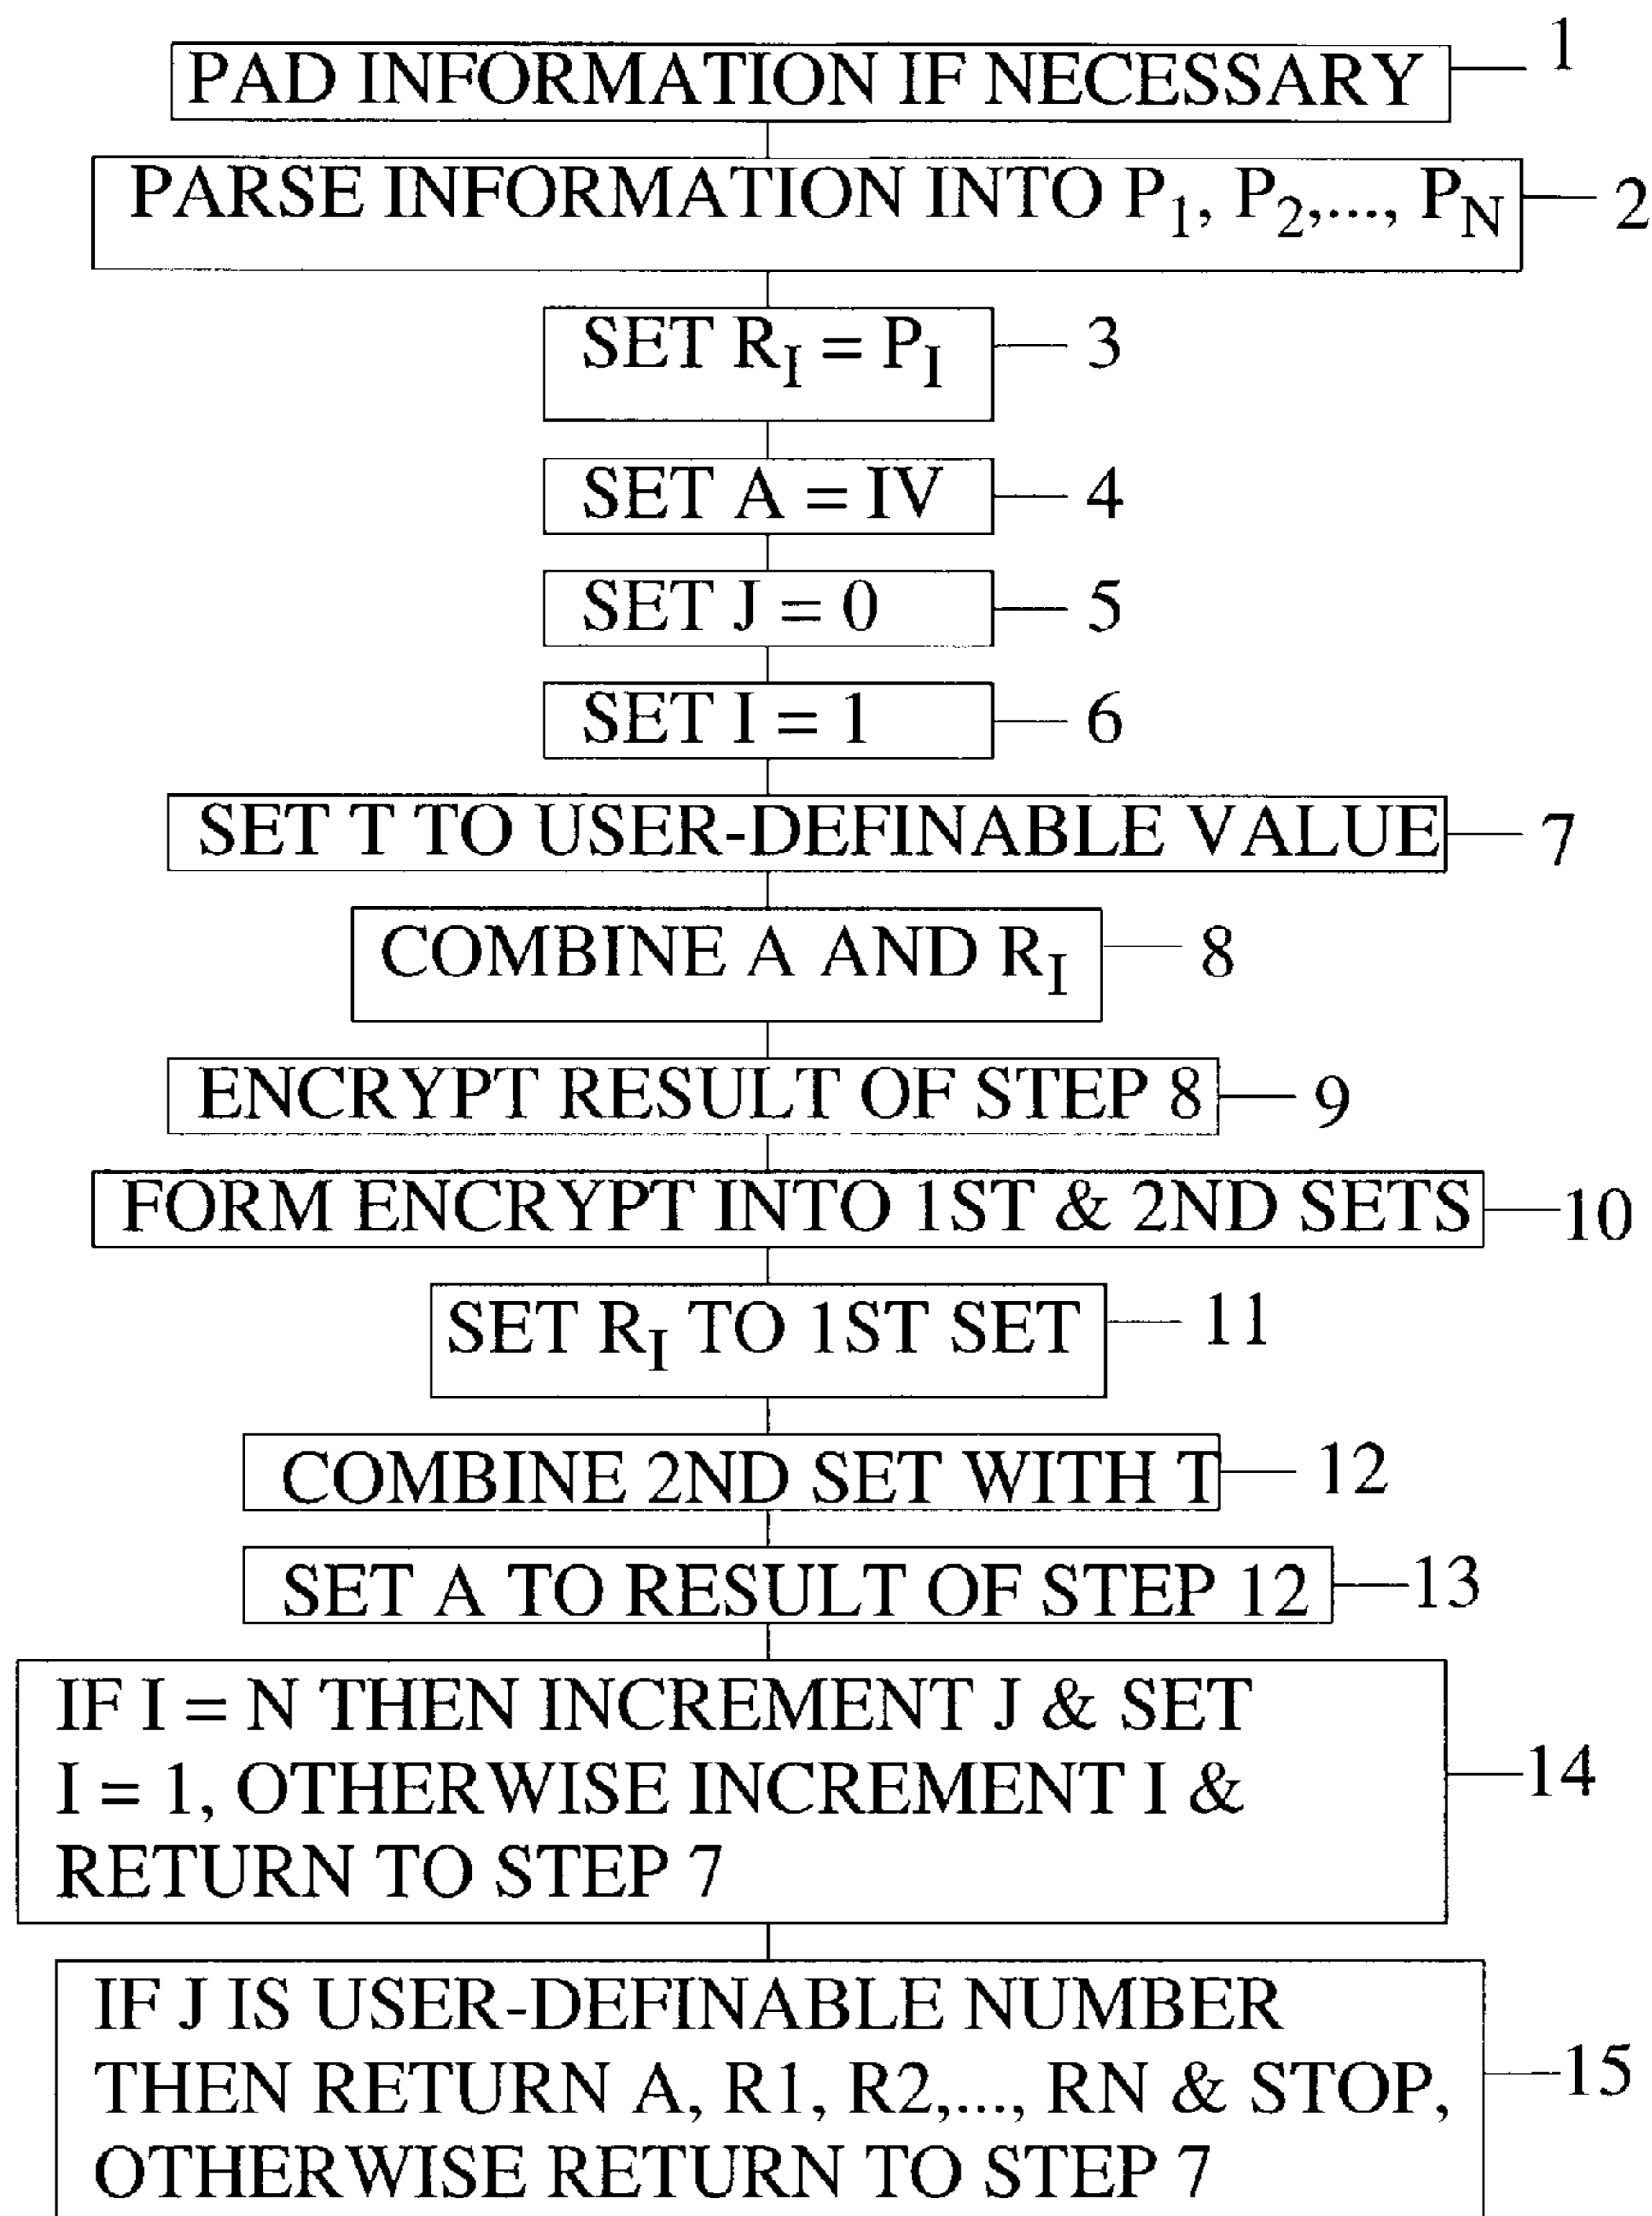 PAD INFORMATION IF NECESSARY 1
PARSE INFORMATION INTO P1, P2,..., PN 2
SET RI = PI 3
SET A = IV 4
SET J = 0 5
SET I = 1 6
SET T TO USER-DEFINABLE VALUE 7
COMBINE A AND RI 8
ENCRYPT RESULT OF STEP 8 9
FORM ENCRYPT INTO 1ST & 2ND SETS 10
SET RI TO 1ST SET 11
COMBINE 2ND SET WITH T 12
SET A TO RESULT OF STEP 12 13
IF I = N THEN INCREMENT J & SET
I = 1, OTHERWISE INCREMENT I & 14
RETURN TO STEP 7
IF J IS USER-DEFINABLE NUMBER
THEN RETURN A, R1, R2,..., RN & STOP, 15
OTHERWISE RETURN TO STEP 7